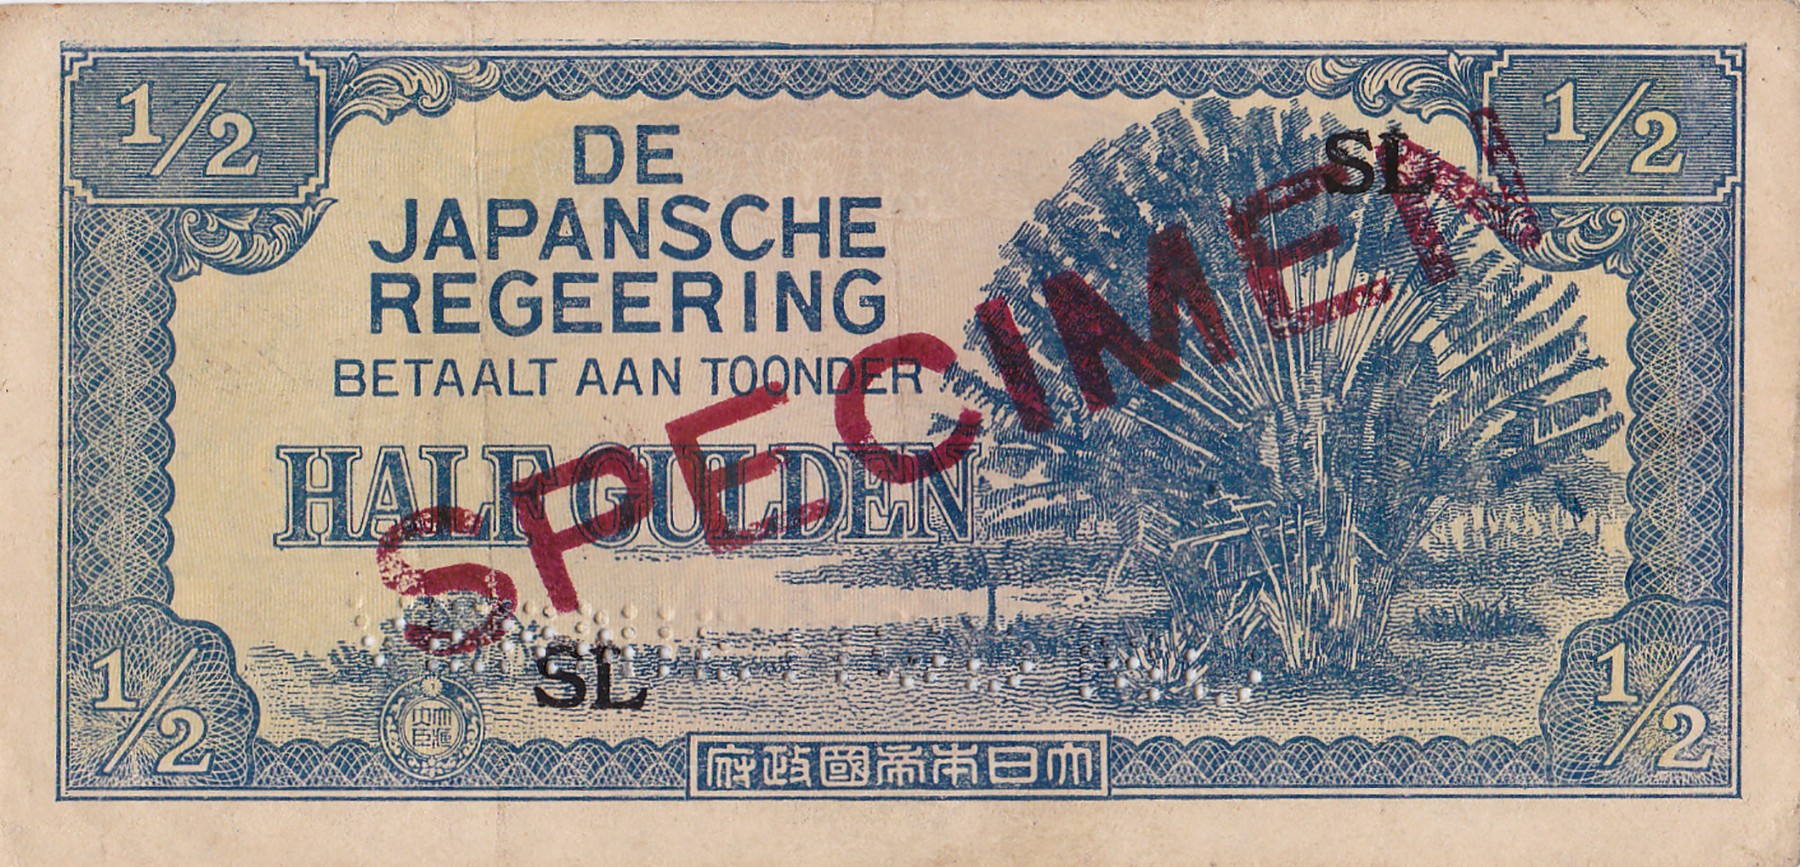 1/2
1/2
DE
JAPANSCHE
REGEERING
BETAALT AAN TOONDER
HALF GULDEN
SPECIMEN
SL
SL
1/2
1/2
府政國帝本日大